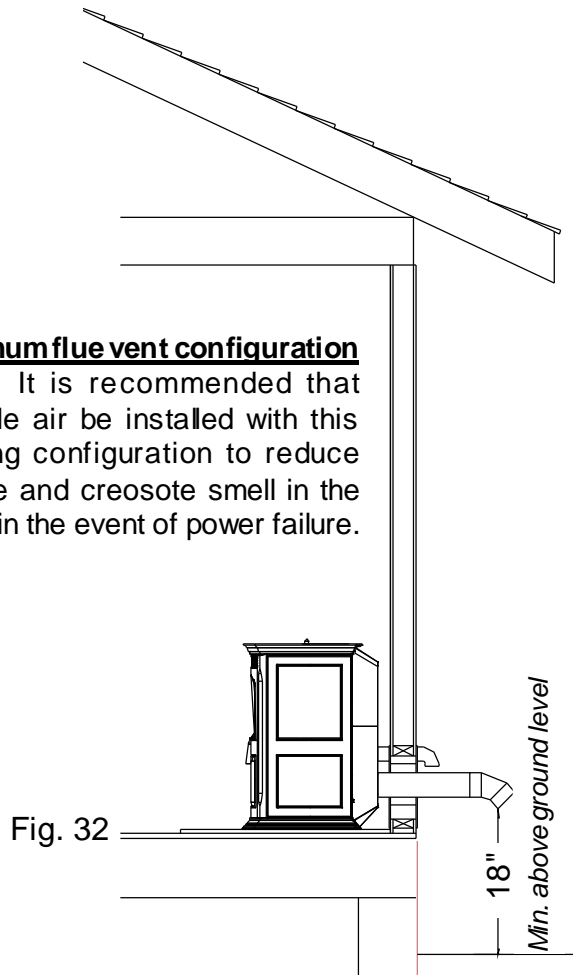 num flue vent configuration
It is recommended that
de air be installed with this
ng configuration to reduce
e and creosote smell in the
in the event of power failure.
Fig. 32
18"
Min. above ground level